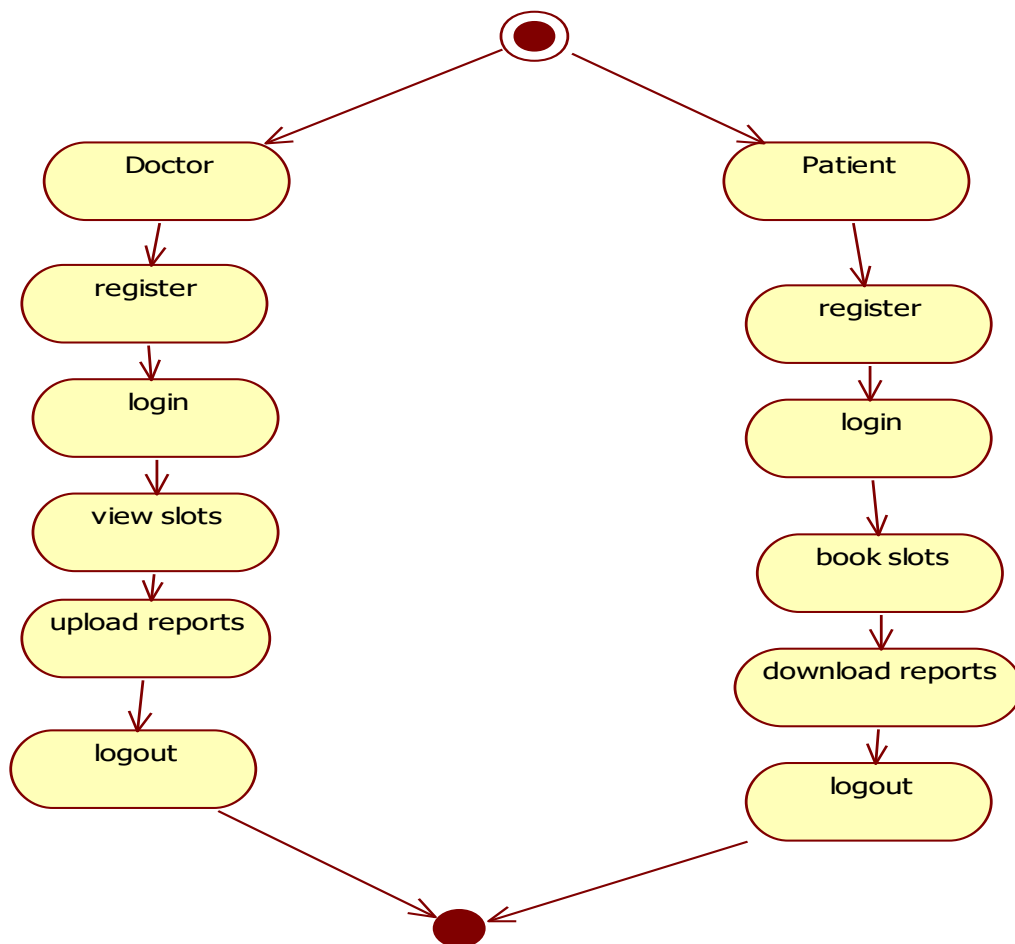 Doctor
register
login
view slots
upload reports
logout
Patient
register
login
book slots
download reports
logout